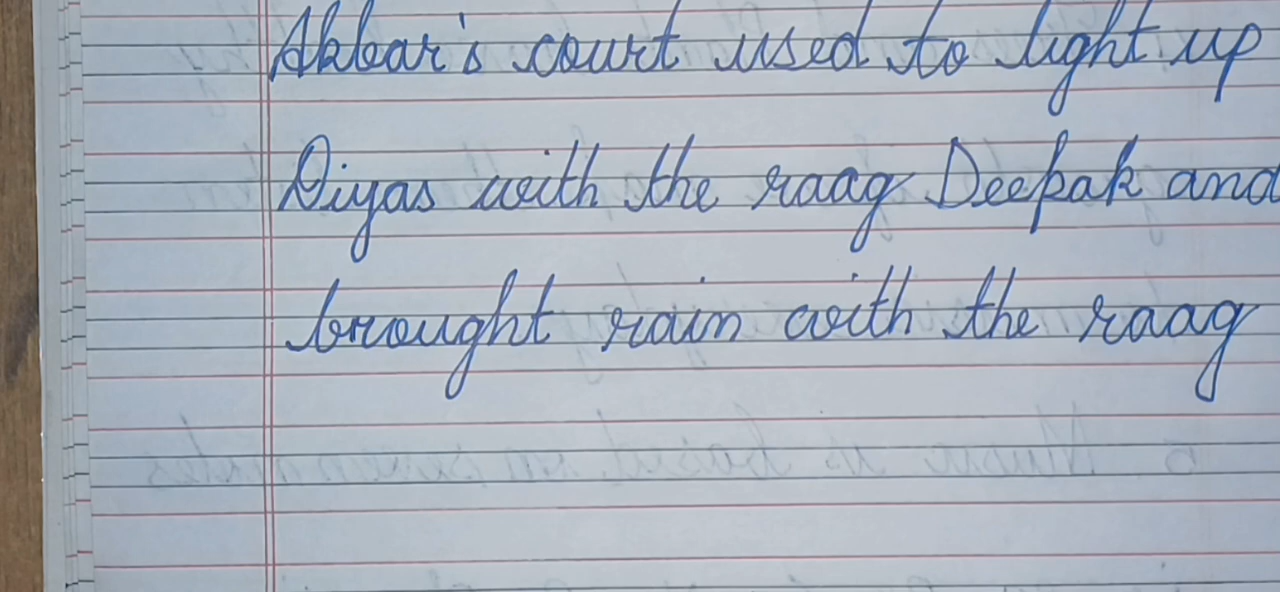 Akbar's court used to light up
Diyas with the raag Deepak and
brought rain with the raag